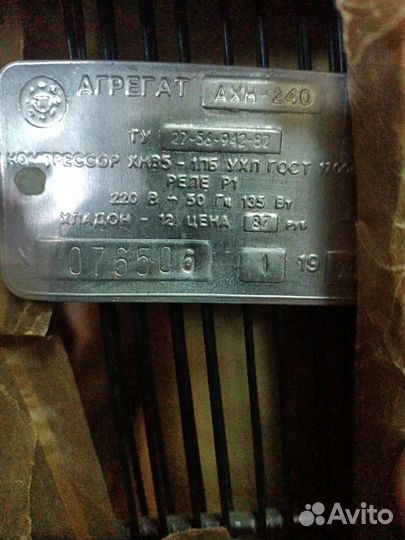 АГРЕГАТ АХК-240
ТУ 27-56-942-82
КОМПРЕССОР ХКВ5-1ЛБ УХЛ ГОСТ
РЕЛЕ Р1
220 В ~ 50 Гц 135 Вт
ХЛАДОН-12 ЦЕНА 87 РУБ.
076506 1 19
Avito